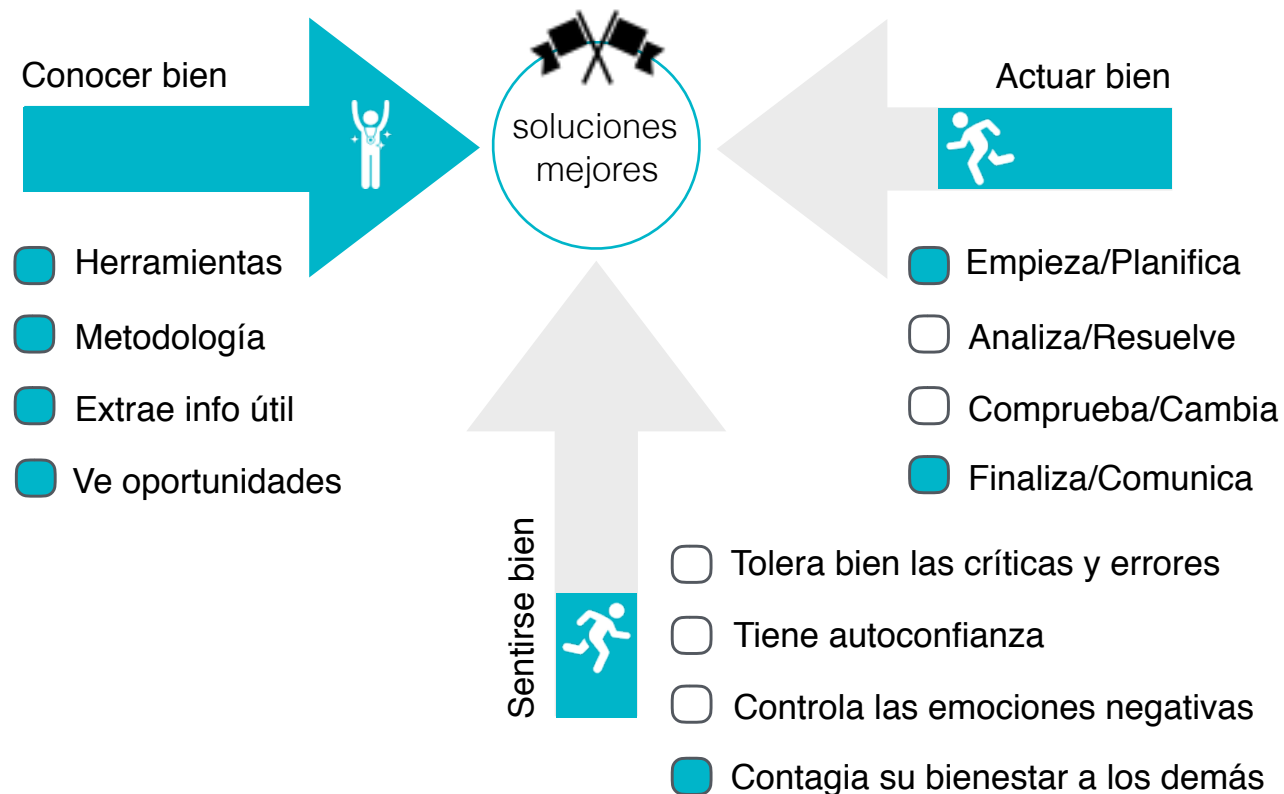 Conocer bien
soluciones
mejores
Actuar bien
Herramientas
Metodología
Extrae info útil
Ve oportunidades
Empieza/Planifica
Analiza/Resuelve
Comprueba/Cambia
Finaliza/Comunica
Sentirse bien
Tolera bien las críticas y errores
Tiene autoconfianza
Controla las emociones negativas
Contagia su bienestar a los demás